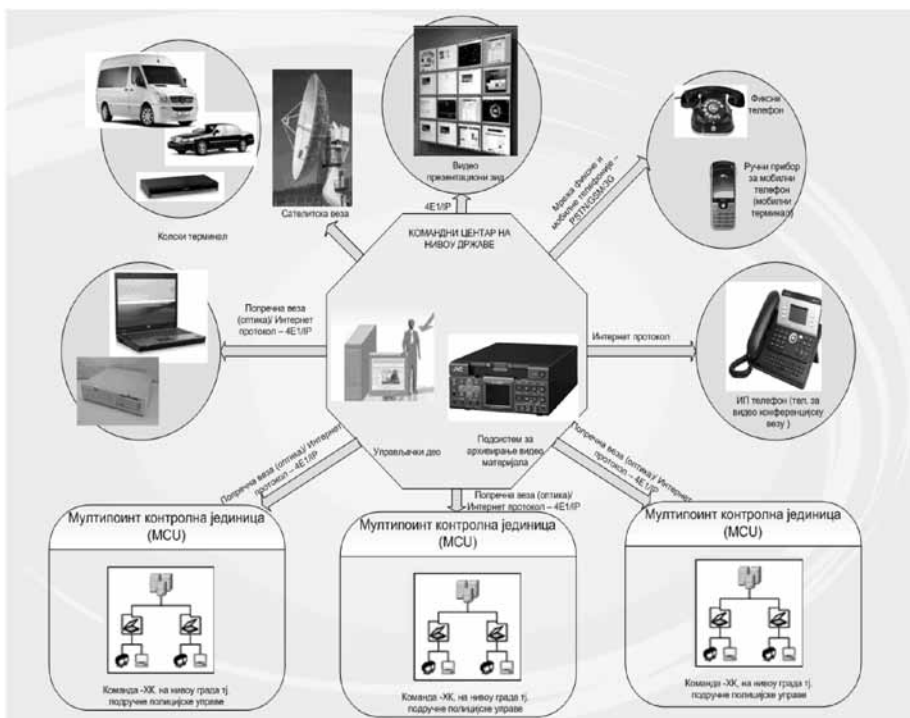 Видео
презентациони зид
Фиксни
телефон
Ручни прибор
за мобилни
телефон
(мобилни
терминал)
Колски терминал
Сателитска веза
4E1/IP
Мрежа фиксне и
мобилне телефоније –
PSTN/GSM/3G
КОМАНДНИ ЦЕНТАР НА
НИВОУ ДРЖАВЕ
Попречна веза
(оптика)/ Интернет
протокол – 4E1/IP
Интернет протокол
JVC
ИП телефон (тел. за
видео конференцијску
везу )
Управљачки део
Подсистем за
архивирање видео
материјала
Попречна веза (оптика)/ Интернет
протокол – 4E1/IP
Попречна веза (оптика)/
Интернет протокол – 4E1/IP
Попречна веза (оптика)/ Интернет
протокол – 4E1/IP
Мултипоинт контролна јединица
(MCU)
Команда -ХК, на нивоу града тј.
подручне полицијске управе
Мултипоинт контролна јединица
(MCU)
Команда -ХК, на нивоу града тј.
подручне полицијске управе
Мултипоинт контролна јединица
(MCU)
Команда -ХК, на нивоу града тј.
подручне полицијске управе